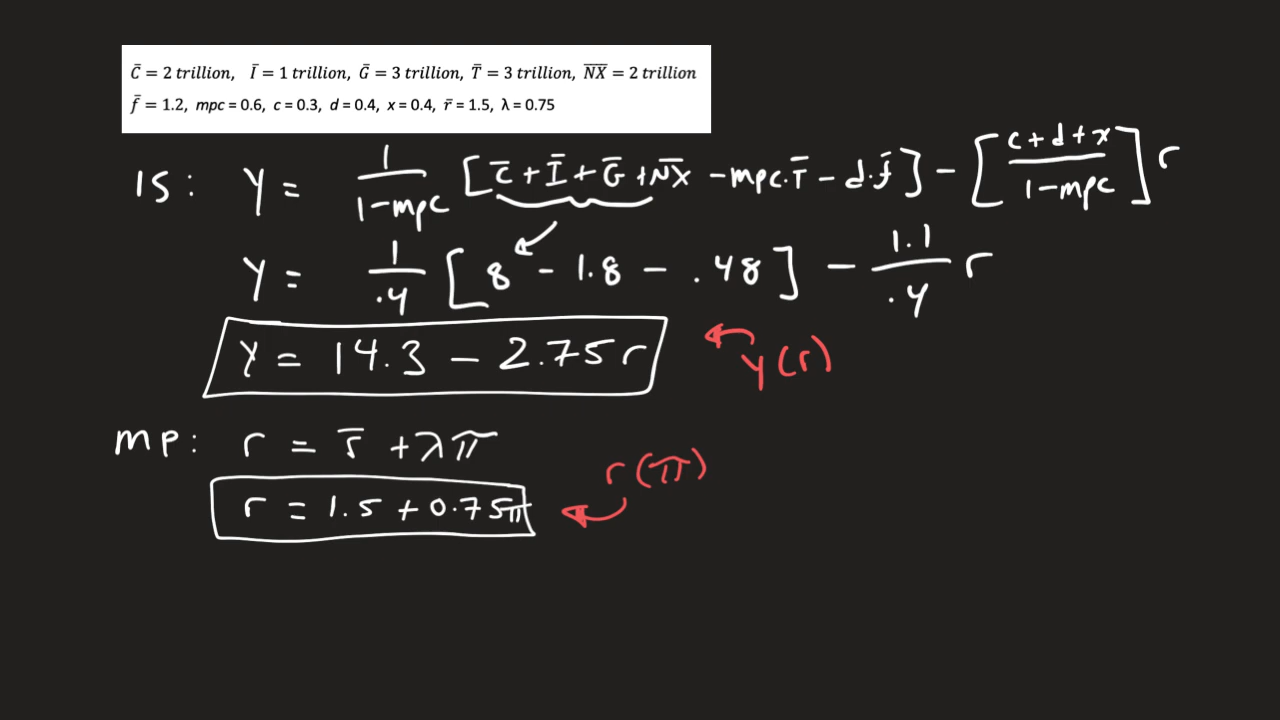 C̄ = 2 trillion, Ī = 1 trillion, Ḡ = 3 trillion, T̄ = 3 trillion, N̅X̅ = 2 trillion
f̄ = 1.2, mpc = 0.6, c = 0.3, d = 0.4, x = 0.4, r̄ = 1.5, λ = 0.75
IS: Y = 1/(1-mpc) [C̄ + Ī + Ḡ + N̅X̅ - mpc·T̄ - d·f̄] - [(c+d+x)/(1-mpc)] r
Y = 1/.4 [8 - 1.8 - .48] - 1.1/.4 r
Y = 14.3 - 2.75r
Y(r)
MP: r = r̄ + λπ
r(π)
r = 1.5 + 0.75π